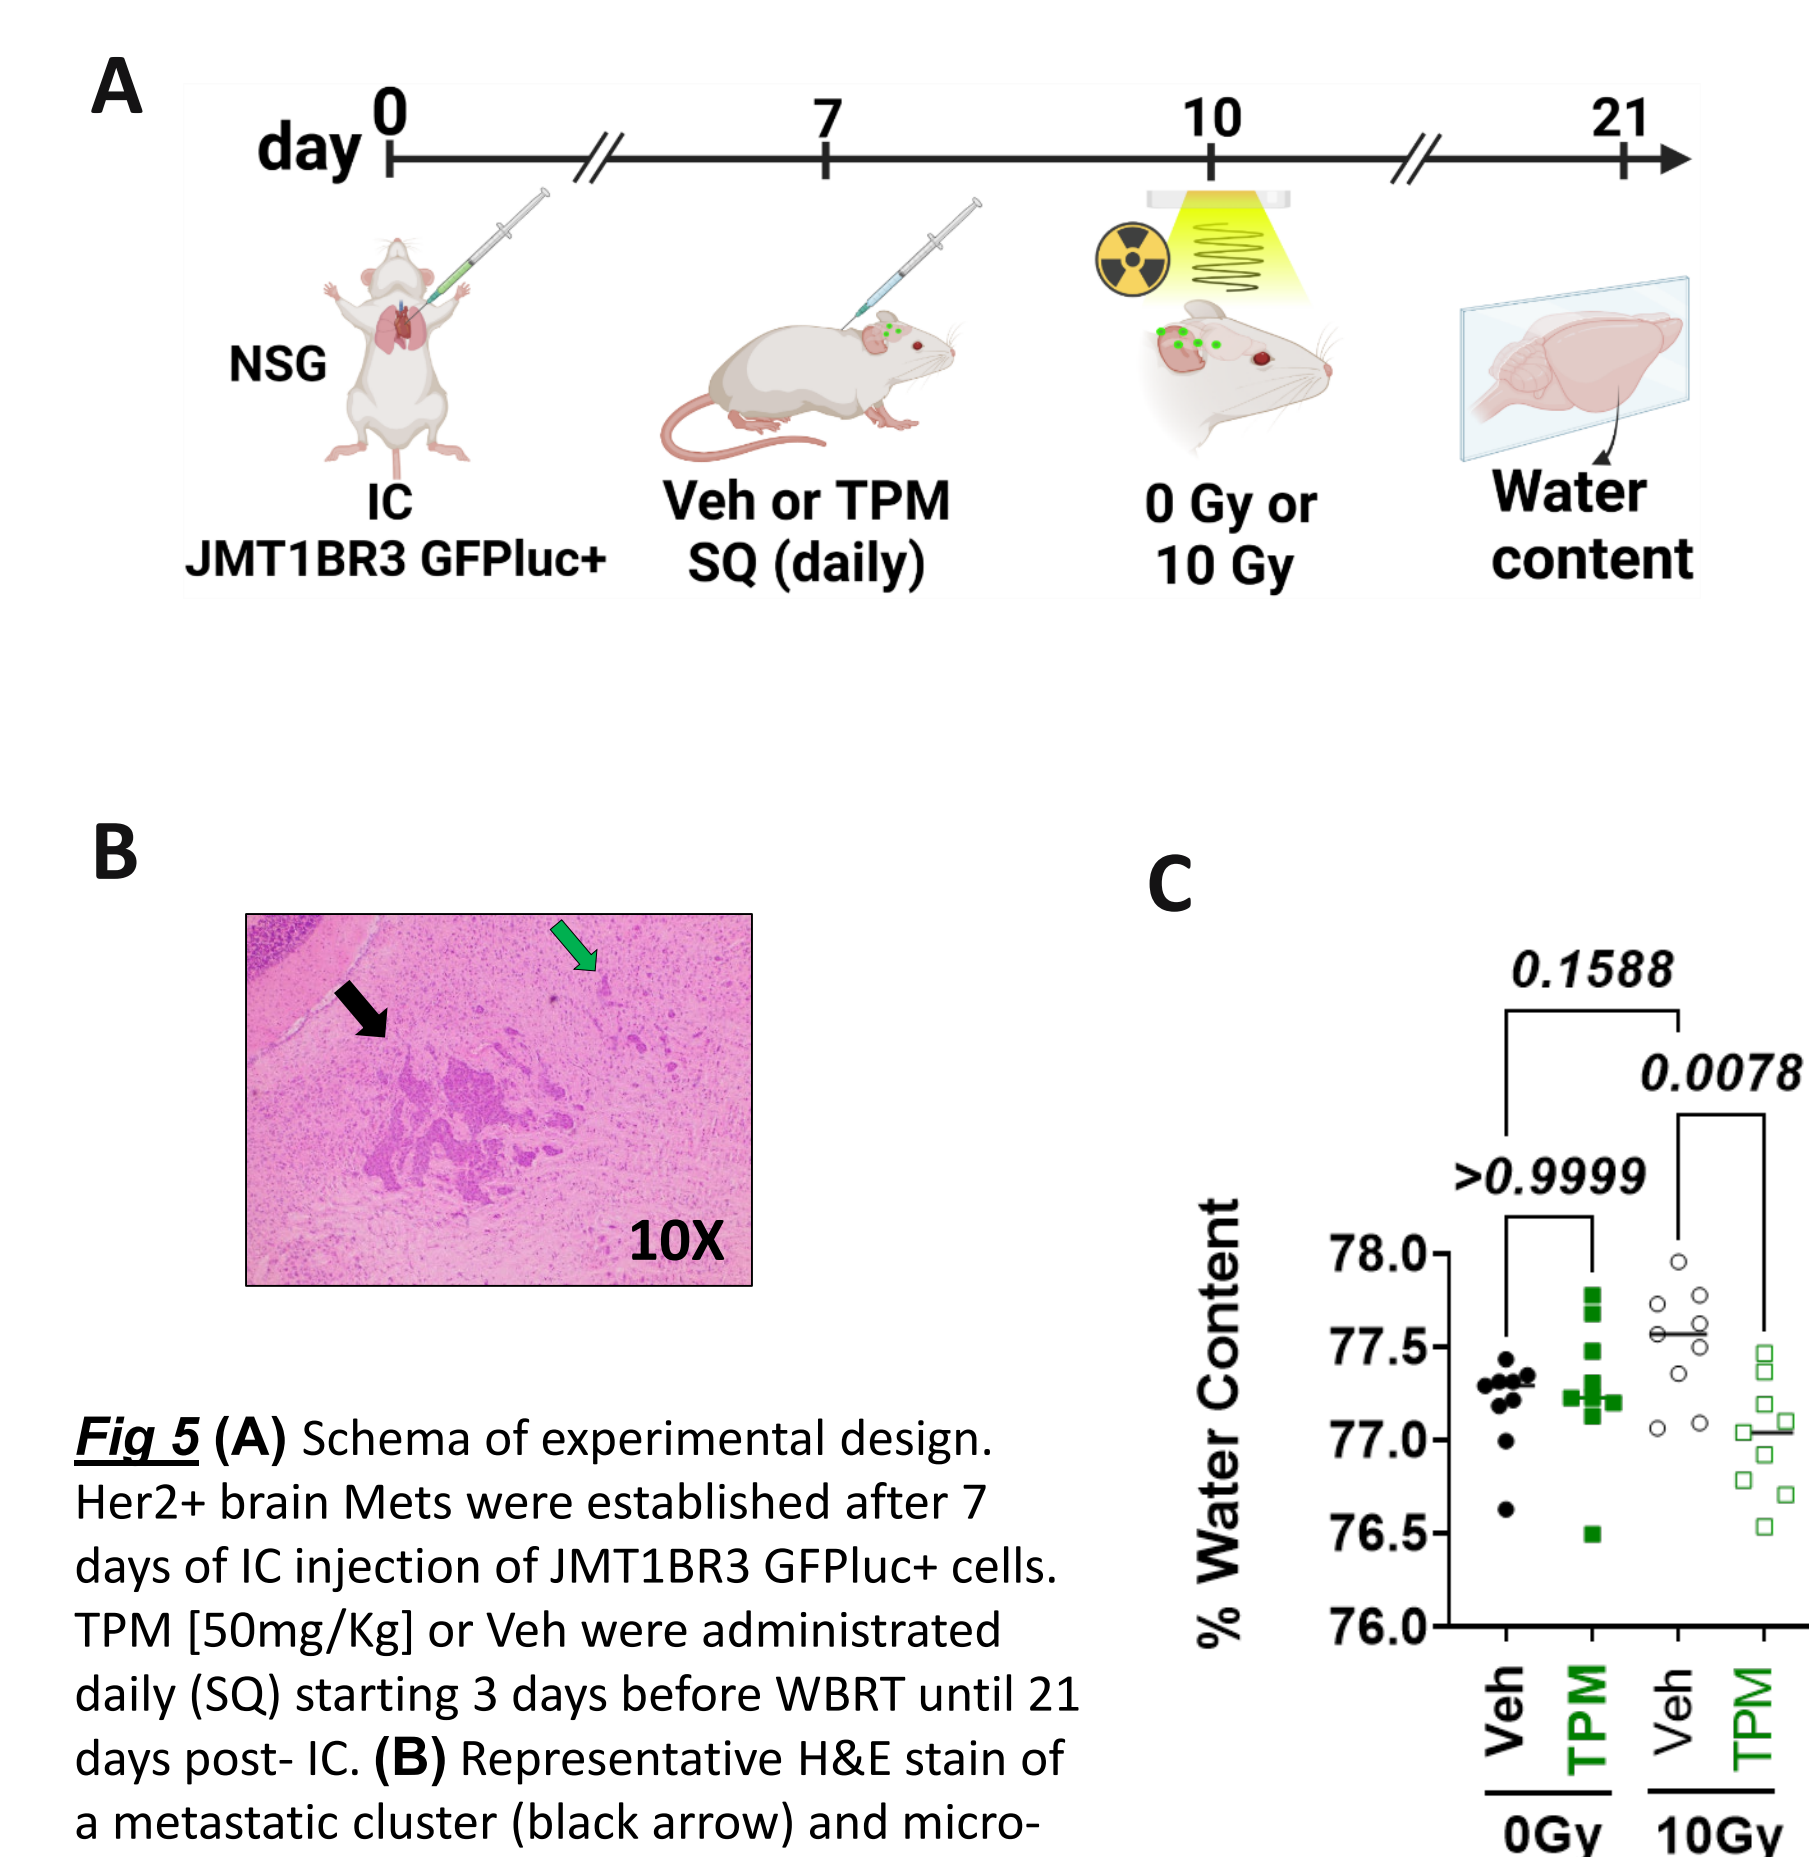 A
day 0 7 10 21
NSG
IC
JMT1BR3 GFPluc+
Veh or TPM
SQ (daily)
0 Gy or
10 Gy
Water
content
B
10X
C
0.1588
0.0078
>0.9999
% Water Content
78.0
77.5
77.0
76.5
76.0
Veh TPM Veh TPM
0Gy 10Gy
Fig 5 (A) Schema of experimental design.
Her2+ brain Mets were established after 7
days of IC injection of JMT1BR3 GFPluc+ cells.
TPM [50mg/Kg] or Veh were administrated
daily (SQ) starting 3 days before WBRT until 21
days post- IC. (B) Representative H&E stain of
a metastatic cluster (black arrow) and micro-